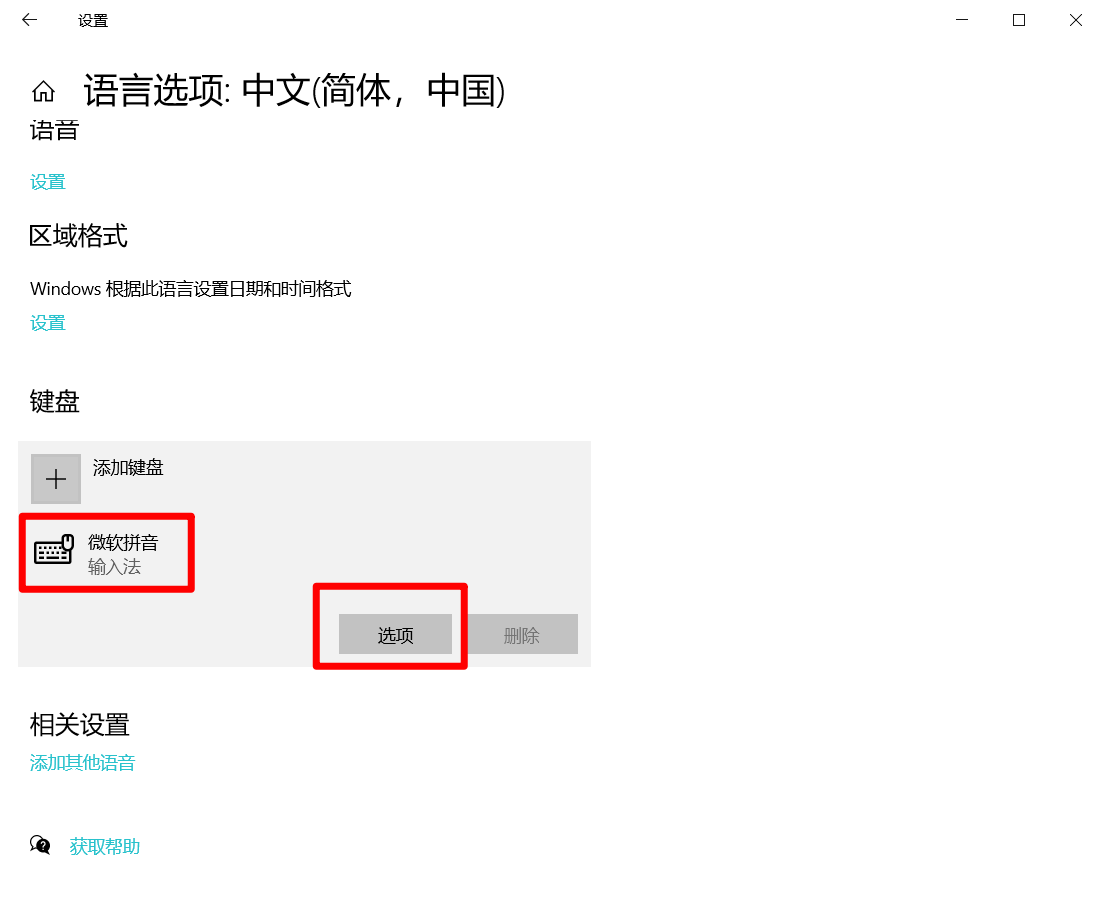 设置
语言选项: 中文(简体，中国)
语音
设置
区域格式
Windows 根据此语言设置日期和时间格式
设置
键盘
添加键盘
微软拼音
输入法
选项
删除
相关设置
添加其他语音
获取帮助